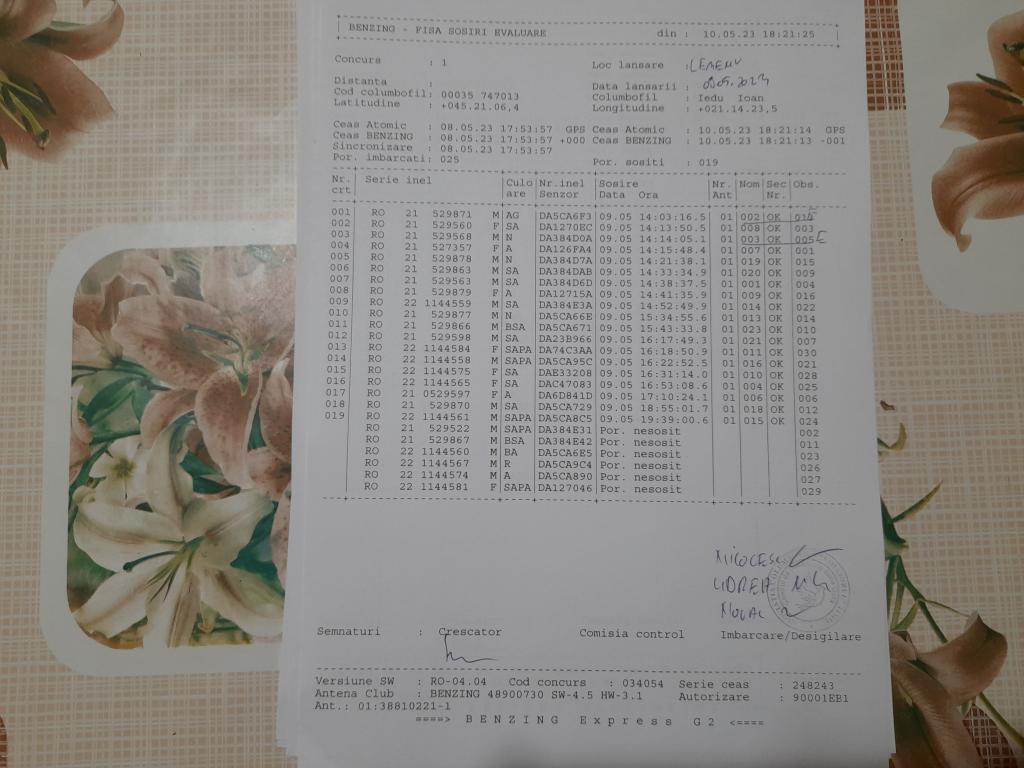 BENZING - FISA SOSIRI EVALUARE din : 10.05.23 18:21:25
Concurs : 1 Loc lansare :
Distanta : Data lansarii :
Cod columbofil: 00035 747013 Columbofil : Iedu Ioan
Latitudine : +045.21.06,4 Longitudine : +021.14.23,5
Ceas Atomic : 08.05.23 17:53:57 GPS Ceas Atomic : 10.05.23 18:21:14 GPS
Ceas BENZING : 08.05.23 17:53:57 +000 Ceas BENZING : 10.05.23 18:21:13 -001
Sincronizare : 08.05.23 17:53:57
Por. imbarcati: 025 Por. sositi : 019
Nr. Serie inel Culo Nr.inel Sosire Nr. Nom Sec Obs.
crt are Senzor Data Ora Ant Nr.
001 RO 21 529871 M AG DA5CA6F3 09.05 14:03:16.5 01 002 OK
002 RO 21 529560 F SA DA1270EC 09.05 14:13:50.5 01 008 OK 003
003 RO 21 529568 M N DA384D0A 09.05 14:14:05.1 01 003 OK 005 E
004 RO 21 527357 F A DA126FA4 09.05 14:15:48.4 01 007 OK 001
005 RO 21 529878 M N DA384D7A 09.05 14:21:38.1 01 019 OK 015
006 RO 21 529863 M SA DA384DAB 09.05 14:33:34.9 01 020 OK 009
007 RO 21 529563 M SA DA384D6D 09.05 14:38:37.5 01 001 OK 004
008 RO 21 529879 F A DA12715A 09.05 14:41:35.9 01 009 OK 016
009 RO 22 1144559 M SA DA384E3A 09.05 14:52:49.9 01 014 OK 022
010 RO 21 529877 M N DA5CA66E 09.05 15:34:55.6 01 013 OK 014
011 RO 21 529866 M BSA DA5CA671 09.05 15:43:33.8 01 023 OK 010
012 RO 21 529598 M SA DA23B966 09.05 16:17:49.3 01 021 OK 007
013 RO 22 1144584 F SAPA DA74C3AA 09.05 16:18:50.9 01 011 OK 030
014 RO 22 1144558 M SAPA DA5CA95C 09.05 16:22:52.5 01 016 OK 021
015 RO 22 1144575 F SA DAE33208 09.05 16:31:14.0 01 010 OK 028
016 RO 22 1144565 F SA DAC47083 09.05 16:53:08.6 01 004 OK 025
017 RO 21 0529597 F A DA6D841D 09.05 17:10:24.1 01 006 OK 006
018 RO 21 529870 M SA DA5CA729 09.05 18:55:01.7 01 018 OK 012
019 RO 22 1144561 M SAPA DA5CA8C5 09.05 19:39:00.6 01 015 OK 024
RO 21 529522 M SAPA DA384E31 Por. nesosit 002
RO 21 529867 M BSA DA384E42 Por. nesosit 011
RO 22 1144560 M BA DA5CA6E5 Por. nesosit 023
RO 22 1144567 M R DA5CA9C4 Por. nesosit 026
RO 22 1144574 M A DA5CA890 Por. nesosit 027
RO 22 1144581 F SAPA DA127046 Por. nesosit 029
Semnaturi : Crescator Comisia control Imbarcare/Desigilare
Versiune SW : RO-04.04 Cod concurs : 034054 Serie ceas : 248243
Antena Club : BENZING 48900730 SW-4.5 HW-3.1 Autorizare : 90001EB1
Ant.: 01:38810221-1
====> BENZING Express G2 <====